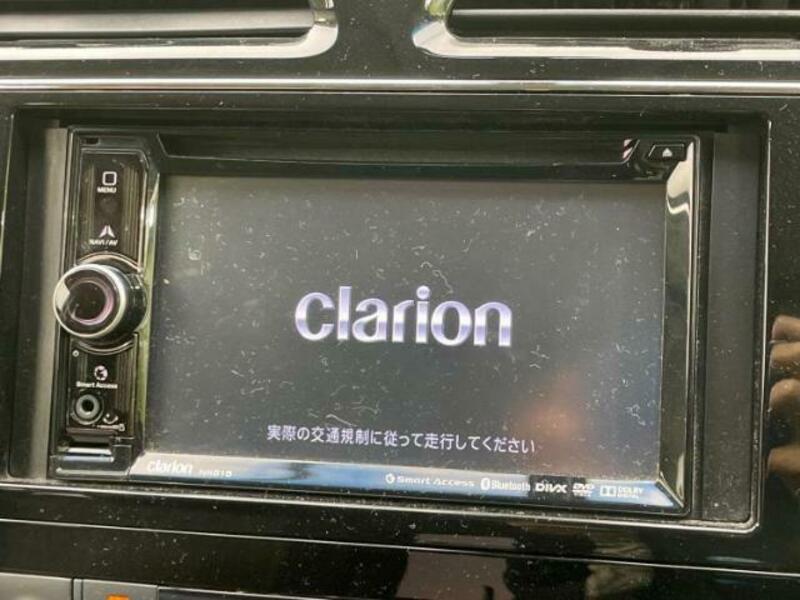 MENU
NAVI/AV
clarion
Smart Access
実際の交通規制に従って走行してください
clarion
Smart Access Bluetooth DivX DVD DOLBY DIGITAL